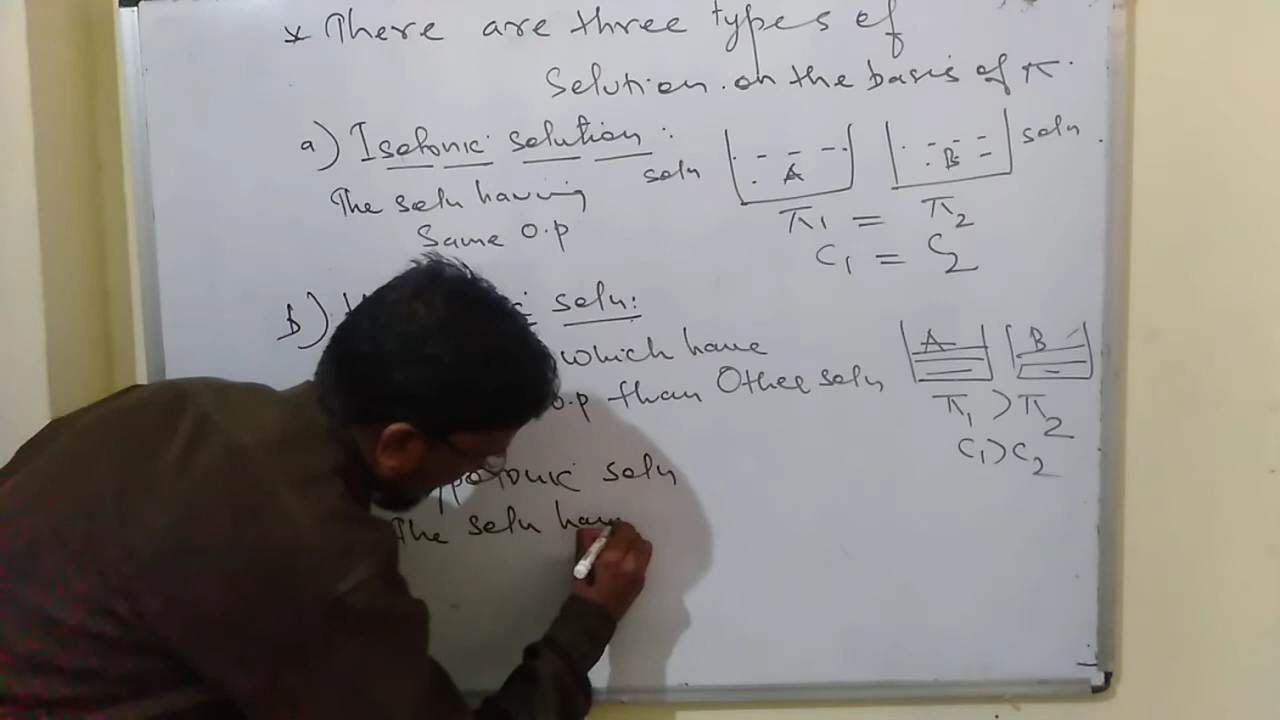 * There are three types of
Solution on the basis of π.
a) Isotonic solution :
The soln having
Same O.p
soln
A
B
soln
π1 = π2
C1 = C2
B)
soln:
which have
o.p than Other soln
A
B
π1 > π2
C1 > C2
soln
The soln hav